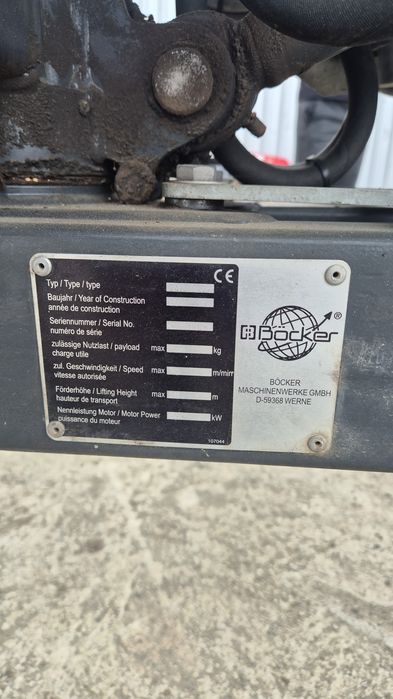 Typ / Type / type
CE
Baujahr / Year of Construction
année de construction
Seriennummer / Serial No.
numéro de série
zulässige Nutzlast / payload max kg
charge utile
zul. Geschwindigkeit / Speed max m/min
vitesse autorisée
Förderhöhe / Lifting Height max m
hauteur de transport
Nennleistung Motor / Motor Power kW
puissance du moteur
107044
Böcker ®
BÖCKER
MASCHINENWERKE GMBH
D-59368 WERNE